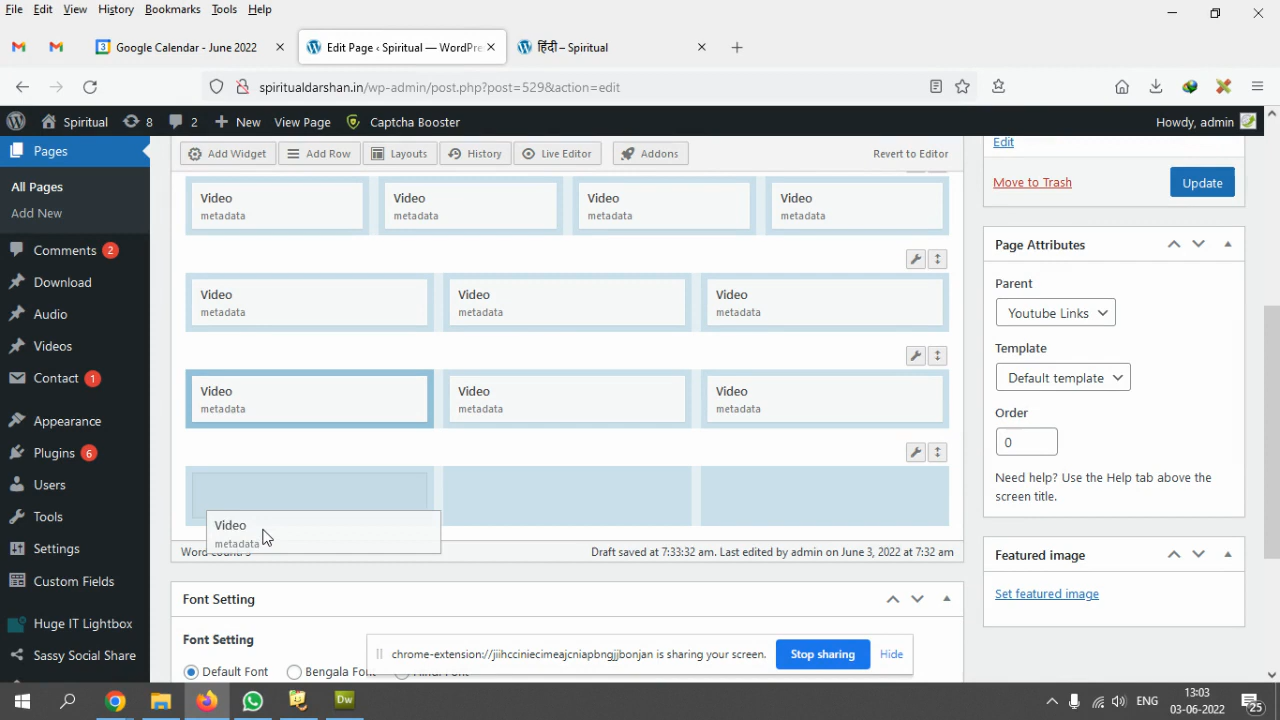 File Edit View History Bookmarks Tools Help
Google Calendar - June 2022
Edit Page ‹ Spiritual — WordPre
हिंदी – Spiritual
spiritualdarshan.in/wp-admin/post.php?post=529&action=edit
Spiritual 8 2 New View Page Captcha Booster Howdy, admin
Pages
All Pages
Add New
Comments 2
Download
Audio
Videos
Contact 1
Appearance
Plugins 6
Users
Tools
Settings
Custom Fields
Huge IT Lightbox
Sassy Social Share
Add Widget Add Row Layouts History Live Editor Addons Revert to Editor
Video Video Video Video
metadata metadata metadata metadata
Video Video Video
metadata metadata metadata
Video Video Video
metadata metadata metadata
Video
metadata
Draft saved at 7:33:32 am. Last edited by admin on June 3, 2022 at 7:32 am
Font Setting
Font Setting
Default Font Bengala
Edit
Move to Trash Update
Page Attributes
Parent
Youtube Links
Template
Default template
Order
0
Need help? Use the Help tab above the
screen title.
Featured image
Set featured image
chrome-extension://jiihcciniecimeajcniapbngjjbonjan is sharing your screen. Stop sharing Hide
Dw
ENG
13:03
03-06-2022
25